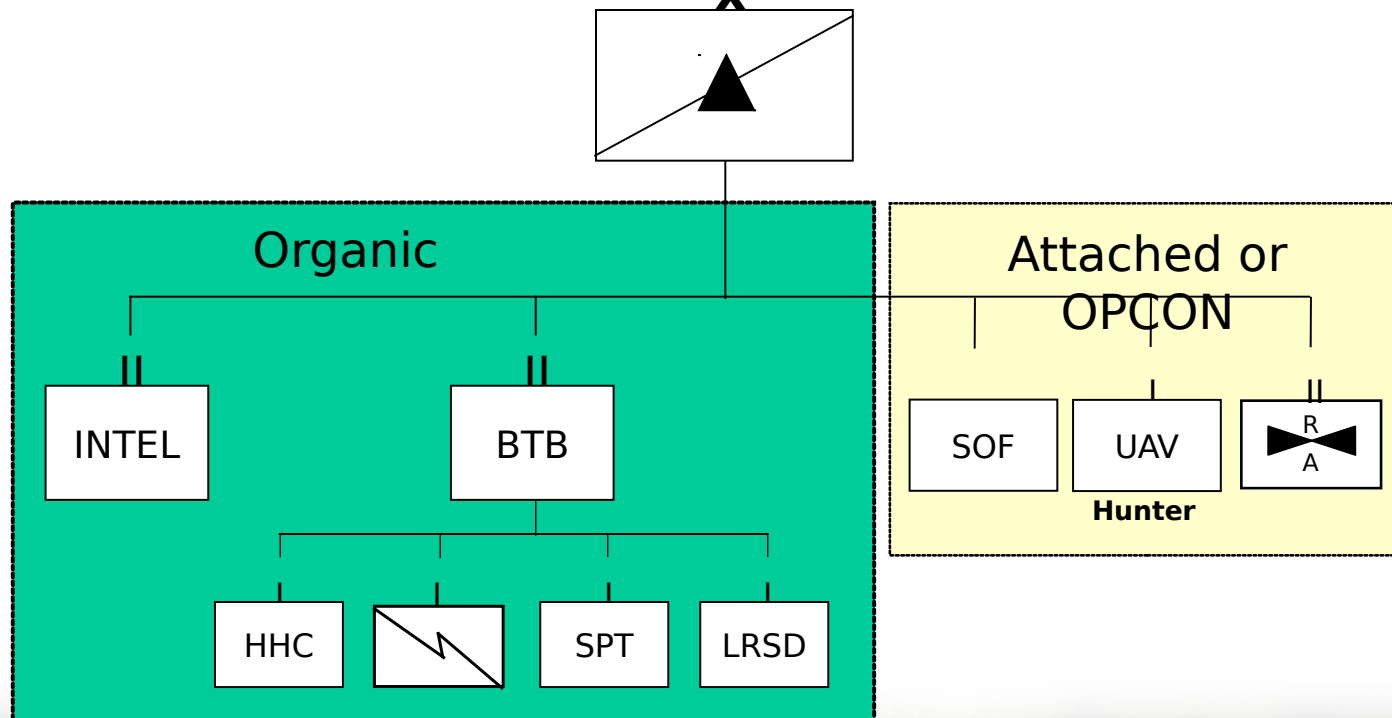 X
Organic
Attached or
OPCON
II
II
I
II
INTEL
BTB
SOF
UAV
R
A
Hunter
I
I
I
I
HHC
SPT
LRSD